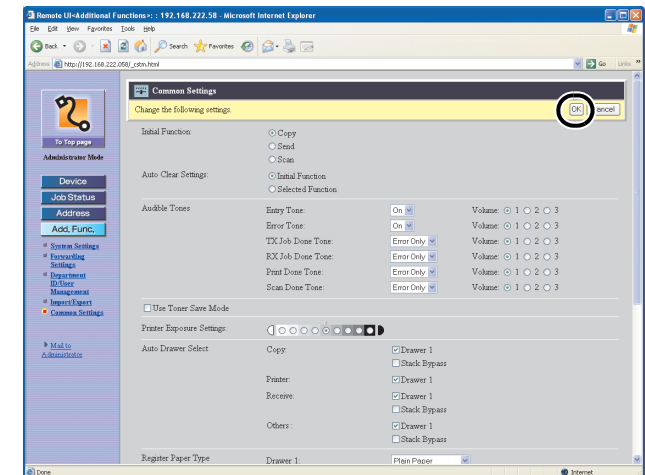 Remote UI<Additional Functions>: : 192.168.222.58 - Microsoft Internet Explorer
File Edit View Favorites Tools Help
Back Search Favorites
Address http://192.168.222.058/_cstm.html Go Links »
Common Settings
Change the following settings. OK Cancel
To Top page
Administrator Mode
Device
Job Status
Address
Add. Func.
System Settings
Forwarding
Settings
Department
ID/User
Management
Import/Export
Common Settings
Mail to
Administrator
Initial Function: Copy
Send
Scan
Auto Clear Settings: Initial Function
Selected Function
Audible Tones Entry Tone: On Volume: 1 2 3
Error Tone: On Volume: 1 2 3
TX Job Done Tone: Error Only Volume: 1 2 3
RX Job Done Tone: Error Only Volume: 1 2 3
Print Done Tone: Error Only Volume: 1 2 3
Scan Done Tone: Error Only Volume: 1 2 3
Use Toner Save Mode
Printer Exposure Settings:
Auto Drawer Select Copy: Drawer 1
Stack Bypass
Printer: Drawer 1
Receive: Drawer 1
Stack Bypass
Others : Drawer 1
Stack Bypass
Register Paper Type Drawer 1: Plain Paper
Done Internet